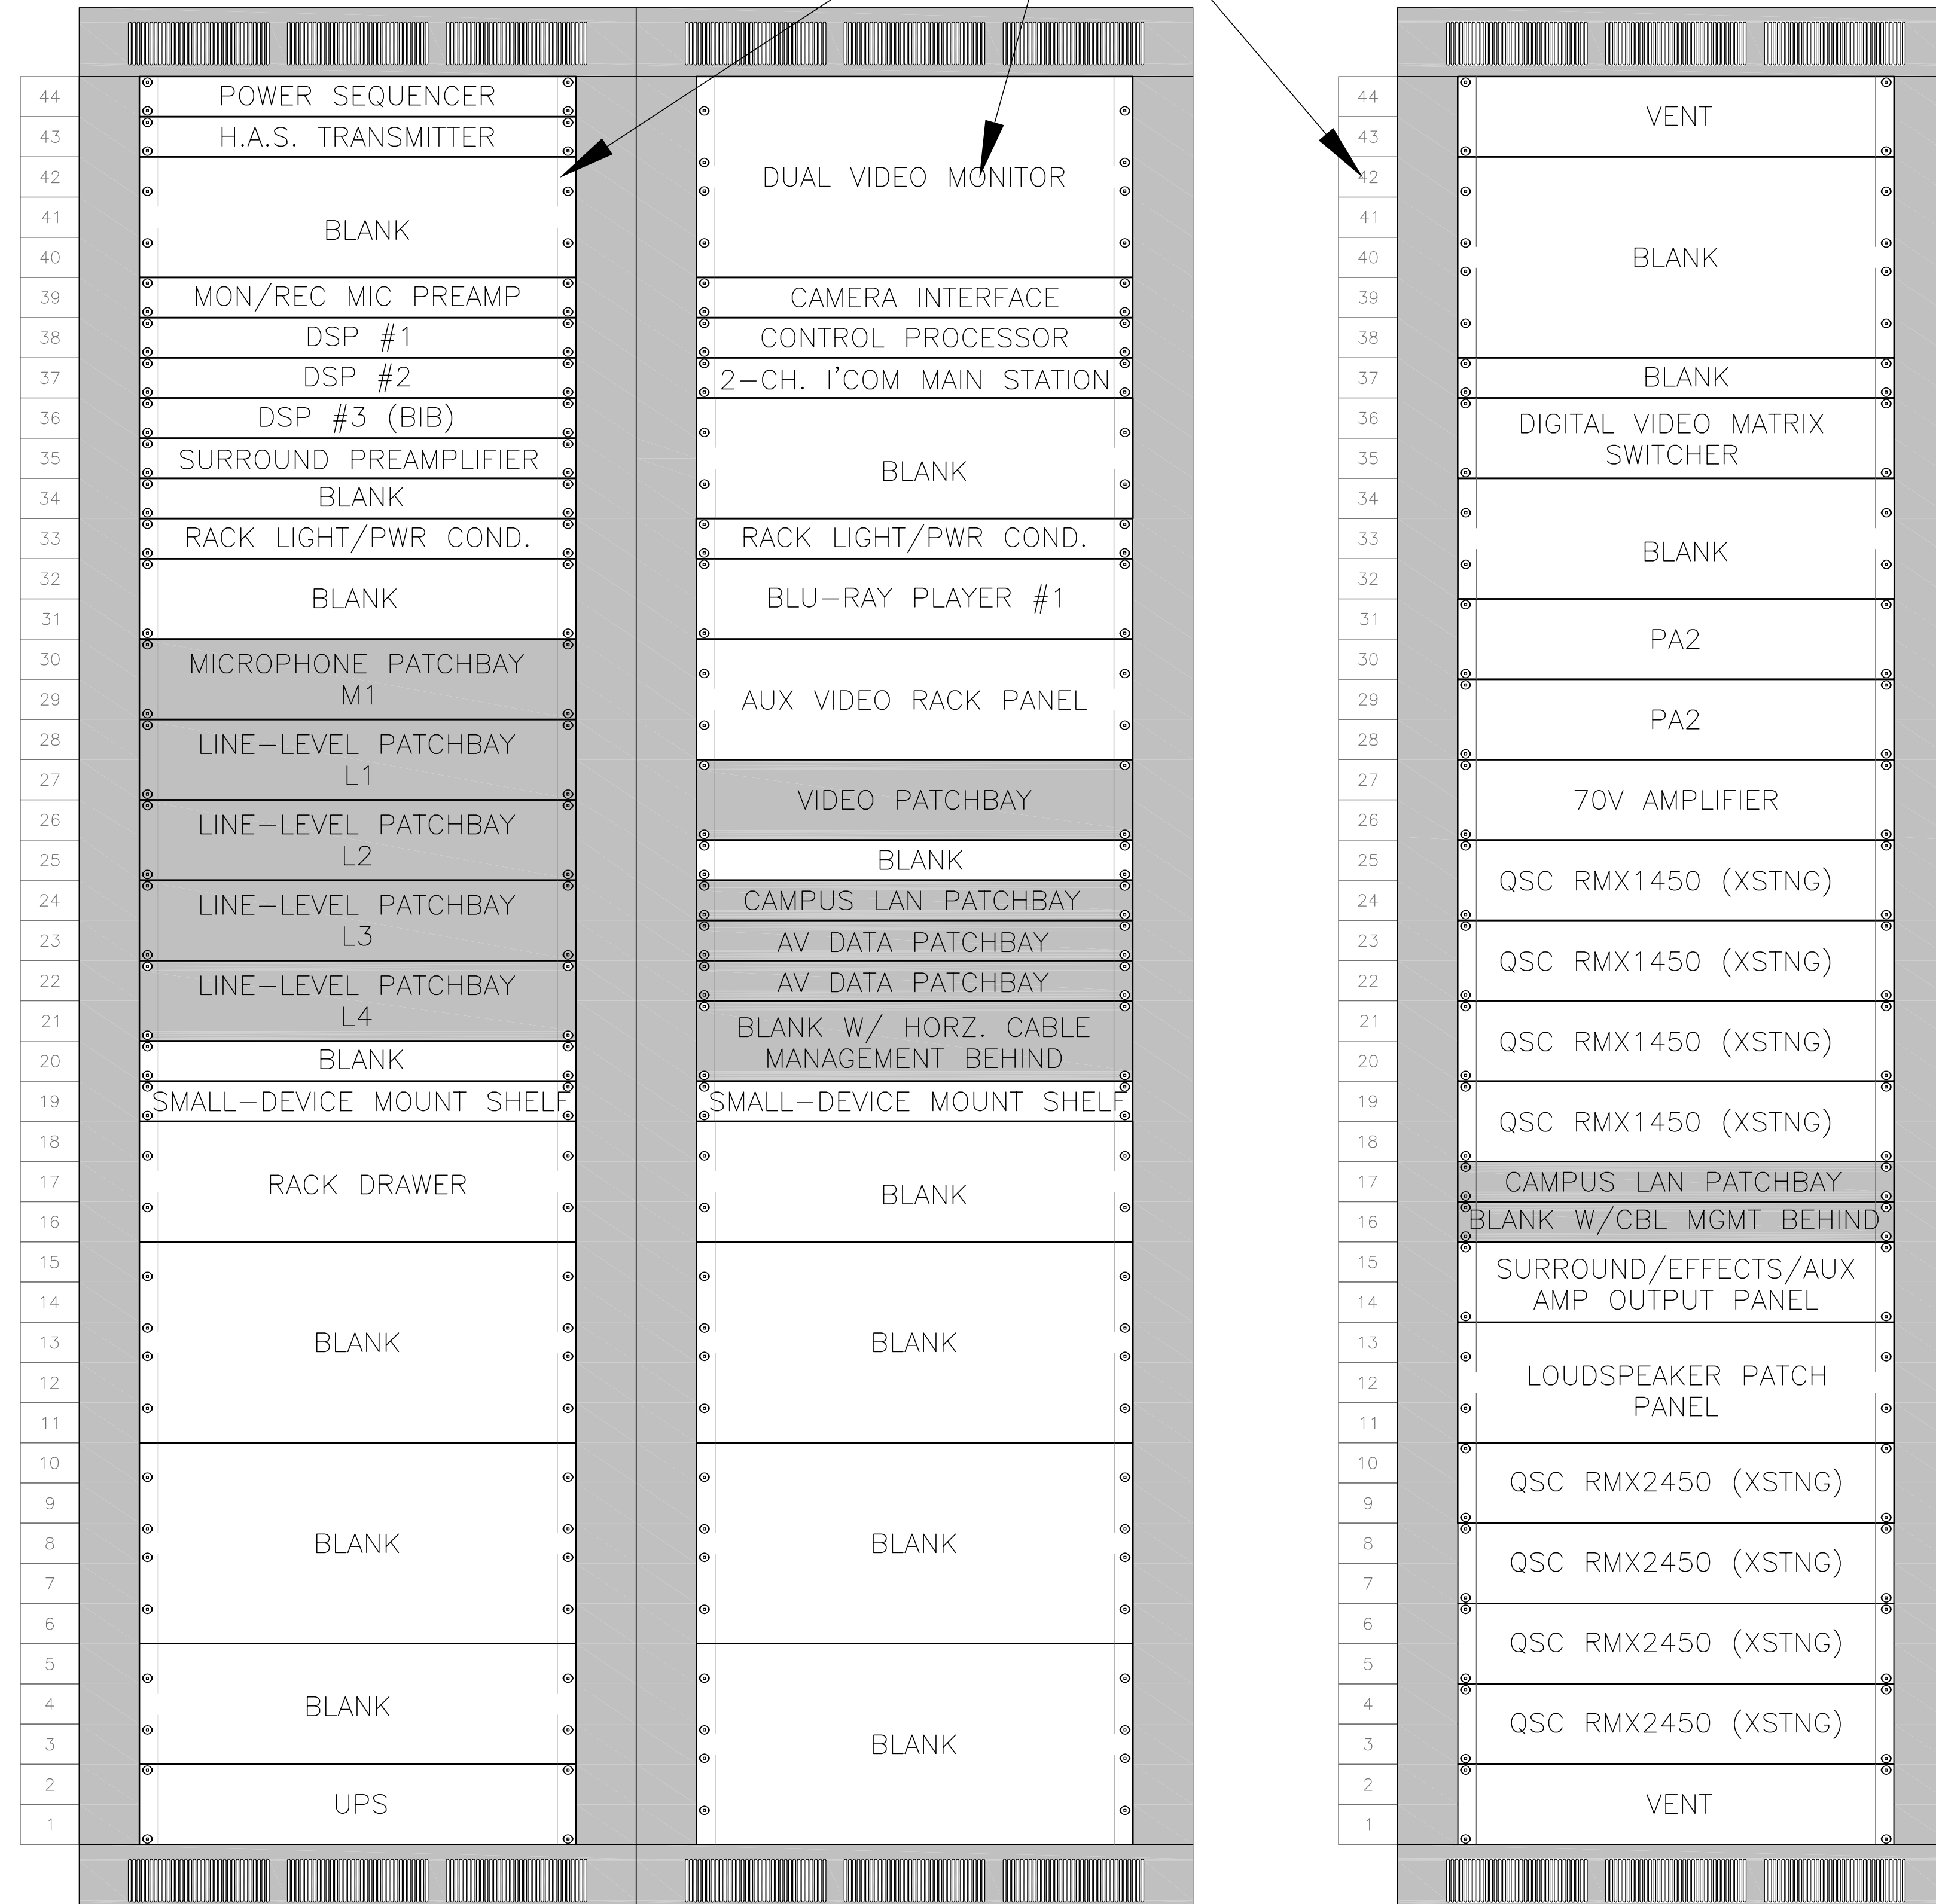 44
43
42
41
40
39
38
37
36
35
34
33
32
31
30
29
28
27
26
25
24
23
22
21
20
19
18
17
16
15
14
13
12
11
10
9
8
7
6
5
4
3
2
1
POWER SEQUENCER
H.A.S. TRANSMITTER
BLANK
MON/REC MIC PREAMP
DSP #1
DSP #2
DSP #3 (BIB)
SURROUND PREAMPLIFIER
BLANK
RACK LIGHT/PWR COND.
BLANK
MICROPHONE PATCHBAY
M1
LINE-LEVEL PATCHBAY
L1
LINE-LEVEL PATCHBAY
L2
LINE-LEVEL PATCHBAY
L3
LINE-LEVEL PATCHBAY
L4
BLANK
SMALL-DEVICE MOUNT SHELF
RACK DRAWER
BLANK
BLANK
BLANK
UPS
DUAL VIDEO MONITOR
CAMERA INTERFACE
CONTROL PROCESSOR
2-CH. I'COM MAIN STATION
BLANK
RACK LIGHT/PWR COND.
BLU-RAY PLAYER #1
AUX VIDEO RACK PANEL
VIDEO PATCHBAY
BLANK
CAMPUS LAN PATCHBAY
AV DATA PATCHBAY
AV DATA PATCHBAY
BLANK W/ HORZ. CABLE
MANAGEMENT BEHIND
SMALL-DEVICE MOUNT SHELF
BLANK
BLANK
BLANK
BLANK
44
43
42
41
40
39
38
37
36
35
34
33
32
31
30
29
28
27
26
25
24
23
22
21
20
19
18
17
16
15
14
13
12
11
10
9
8
7
6
5
4
3
2
1
VENT
BLANK
BLANK
DIGITAL VIDEO MATRIX
SWITCHER
BLANK
PA2
PA2
70V AMPLIFIER
QSC RMX1450 (XSTNG)
QSC RMX1450 (XSTNG)
QSC RMX1450 (XSTNG)
QSC RMX1450 (XSTNG)
CAMPUS LAN PATCHBAY
BLANK W/CBL MGMT BEHIND
SURROUND/EFFECTS/AUX
AMP OUTPUT PANEL
LOUDSPEAKER PATCH
PANEL
QSC RMX2450 (XSTNG)
QSC RMX2450 (XSTNG)
QSC RMX2450 (XSTNG)
QSC RMX2450 (XSTNG)
VENT